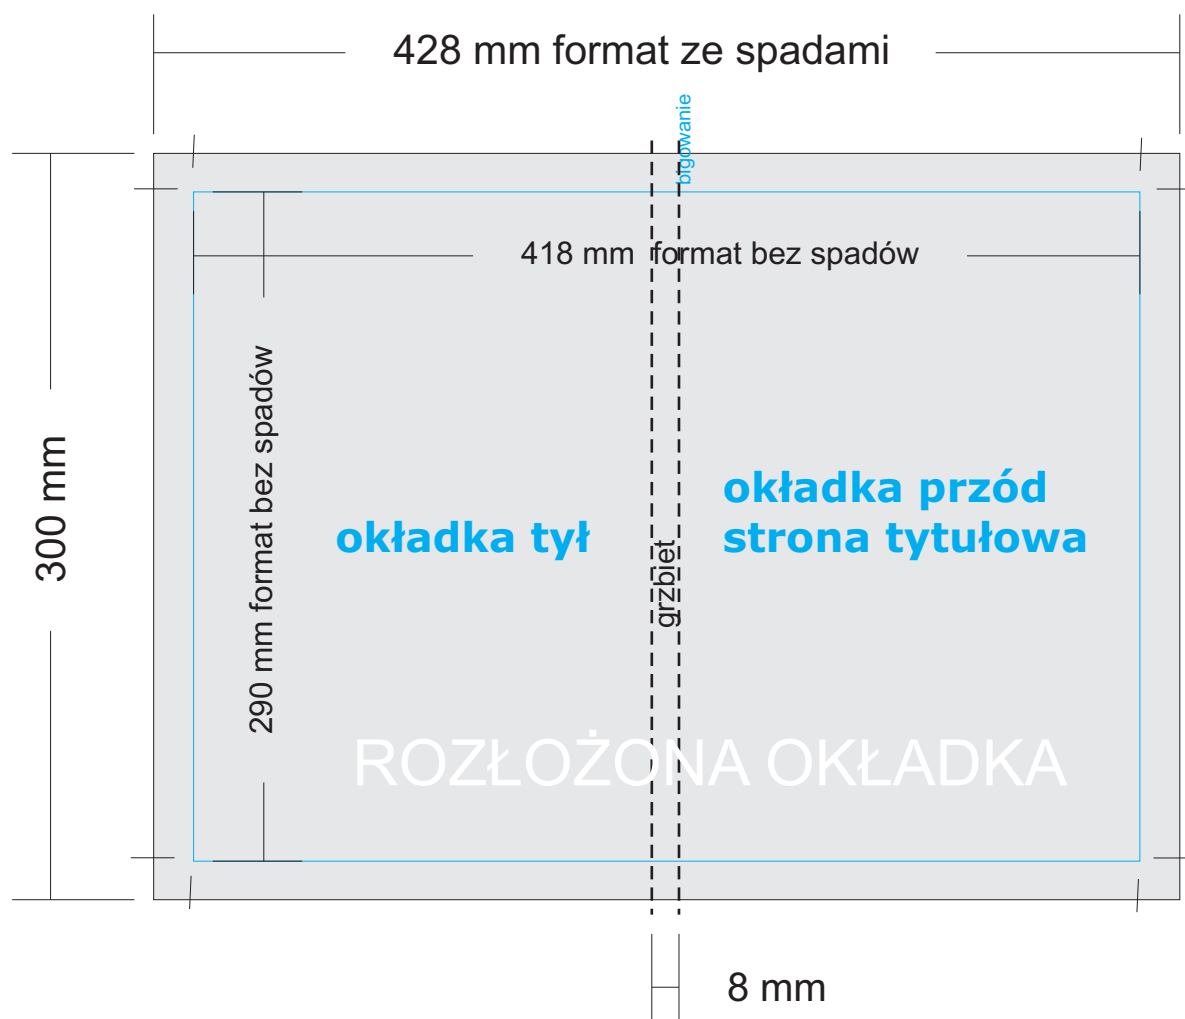 428 mm format ze spadami
bigowanie
418 mm format bez spadów
290 mm format bez spadów
300 mm
okładka przód
strona tytułowa
okładka tył
grzbiet
ROZŁOŻONA OKŁADKA
8 mm